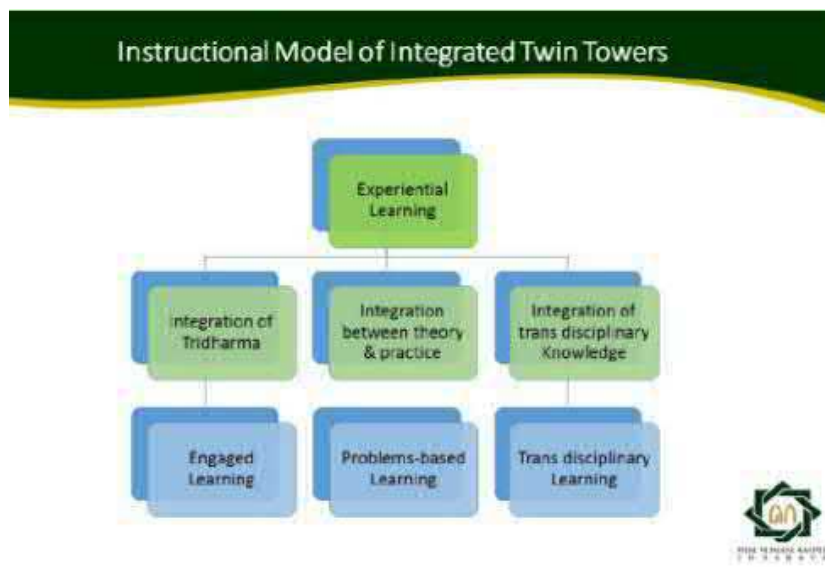 Instructional Model of Integrated Twin Towers
Experiential
Learning
Integration of
Tridharma
Integration
between theory
& practice
Integration of
trans disciplinary
Knowledge
Engaged
Learning
Problems-based
Learning
Trans disciplinary
Learning